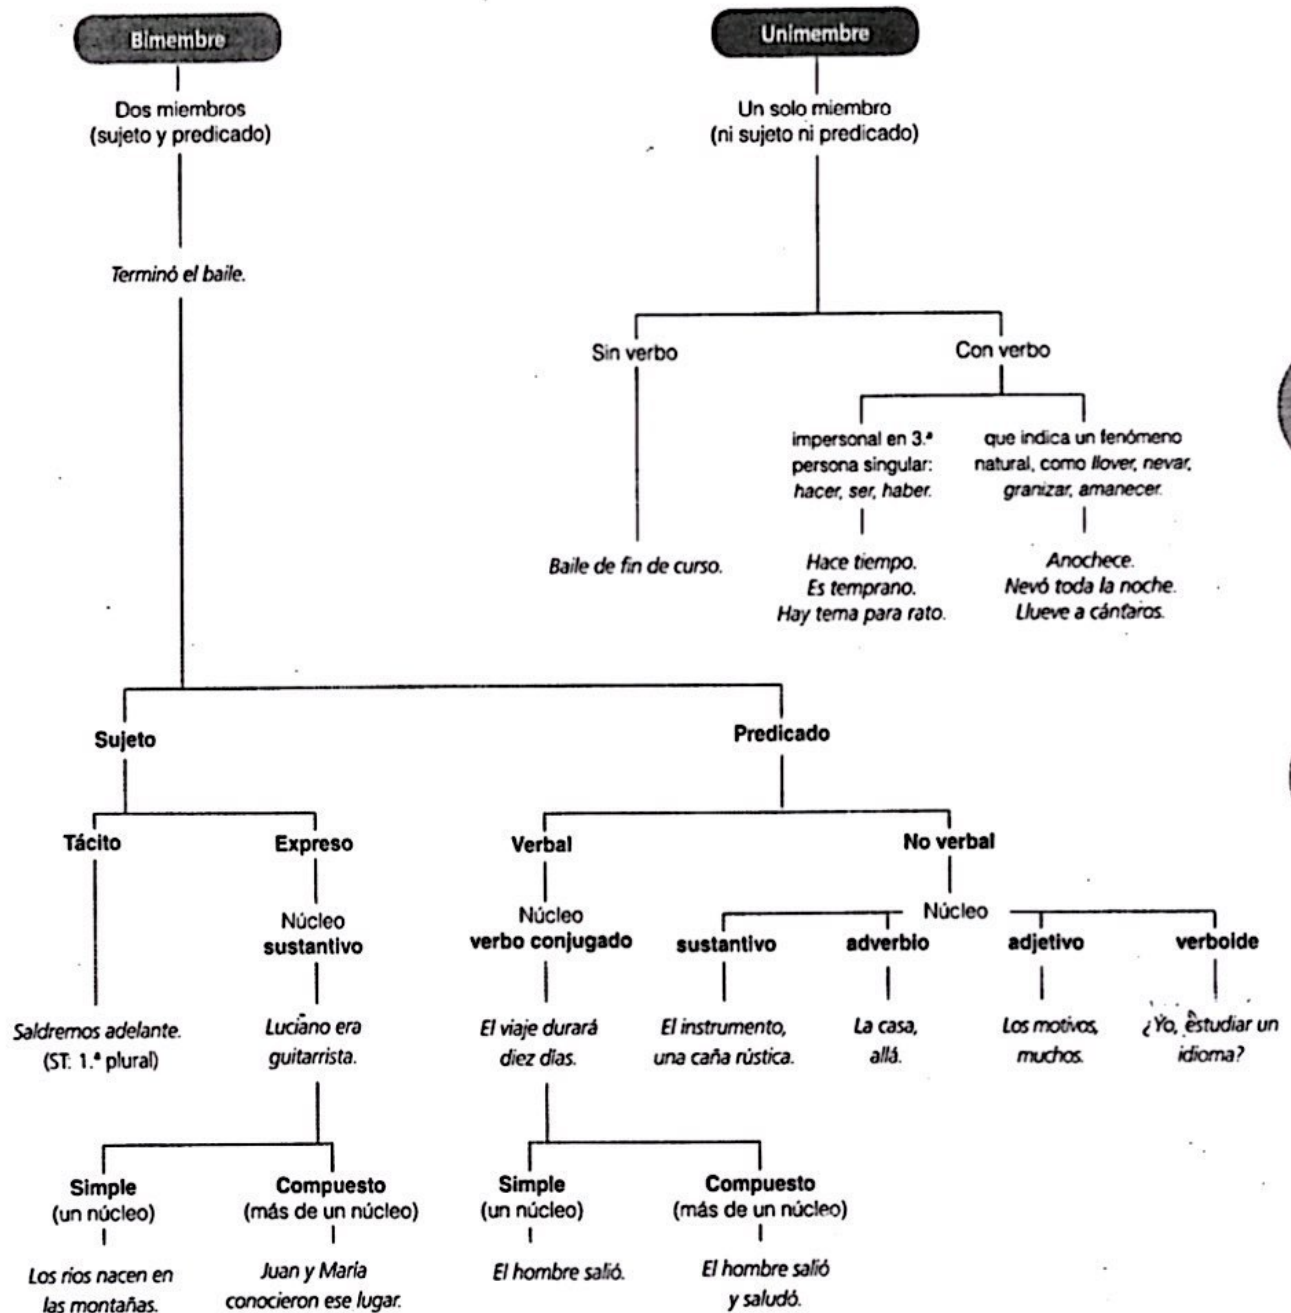 Bimembre
Unimembre
Dos miembros
(sujeto y predicado)
Un solo miembro
(ni sujeto ni predicado)
Terminó el baile.
Sin verbo
Con verbo
impersonal en 3.ª
persona singular:
hacer, ser, haber.
que indica un fenómeno
natural, como llover, nevar,
granizar, amanecer.
Baile de fin de curso.
Hace tiempo.
Es temprano.
Hay tema para rato.
Anochece.
Nevó toda la noche.
Llueve a cántaros.
Sujeto
Predicado
Tácito
Expreso
Verbal
No verbal
Núcleo
sustantivo
Núcleo
verbo conjugado
Núcleo
sustantivo
adverbio
adjetivo
verboide
Saldremos adelante.
(ST: 1.ª plural)
Luciano era
guitarrista.
El viaje durará
diez días.
El instrumento,
una caña rústica.
La casa,
allá.
Los motivos,
muchos.
¿Yo, estudiar un
idioma?
Simple
(un núcleo)
Compuesto
(más de un núcleo)
Simple
(un núcleo)
Compuesto
(más de un núcleo)
Los ríos nacen en
las montañas.
Juan y María
conocieron ese lugar.
El hombre salió.
El hombre salió
y saludó.